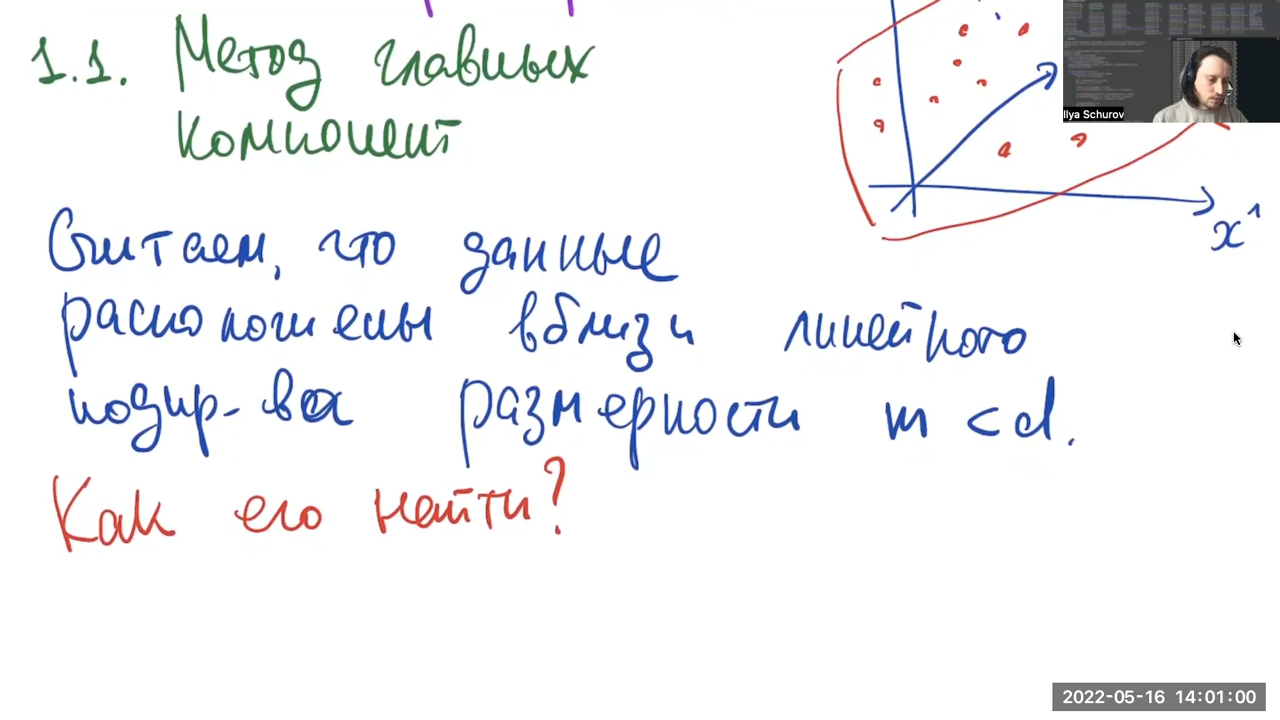 1.1. Метод главных
компонент
Ilya Schurov
x¹
Считаем, что данные
расположены вблизи линейного
подпр-ва размерности m < d.
Как его найти?
2022-05-16 14:01:00